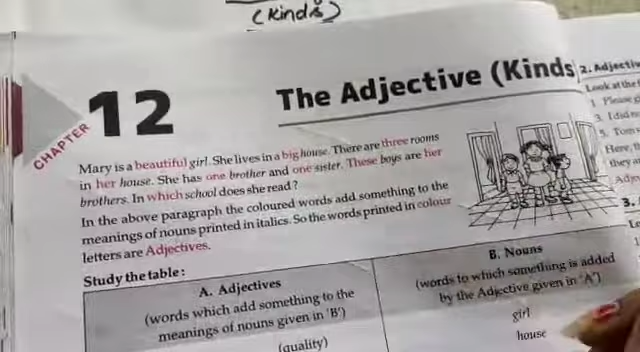 (kinds)
CHAPTER 12
The Adjective (Kinds
Mary is a beautiful girl. She lives in a big house. There are three rooms
in her house. She has one brother and one sister. These boys are her
brothers. In which school does she read?
In the above paragraph the coloured words add something to the
meanings of nouns printed in italics. So the words printed in colour
letters are Adjectives.
Study the table :
A. Adjectives
(words which add something to the
meanings of nouns given in 'B')
(quality)
B. Nouns
(words to which something is added
by the Adjective given in 'A')
girl
house
2. Adjectiv
Look at the
1. Please
3. I did
5. Tom
Here, th
they a
Adje
3.